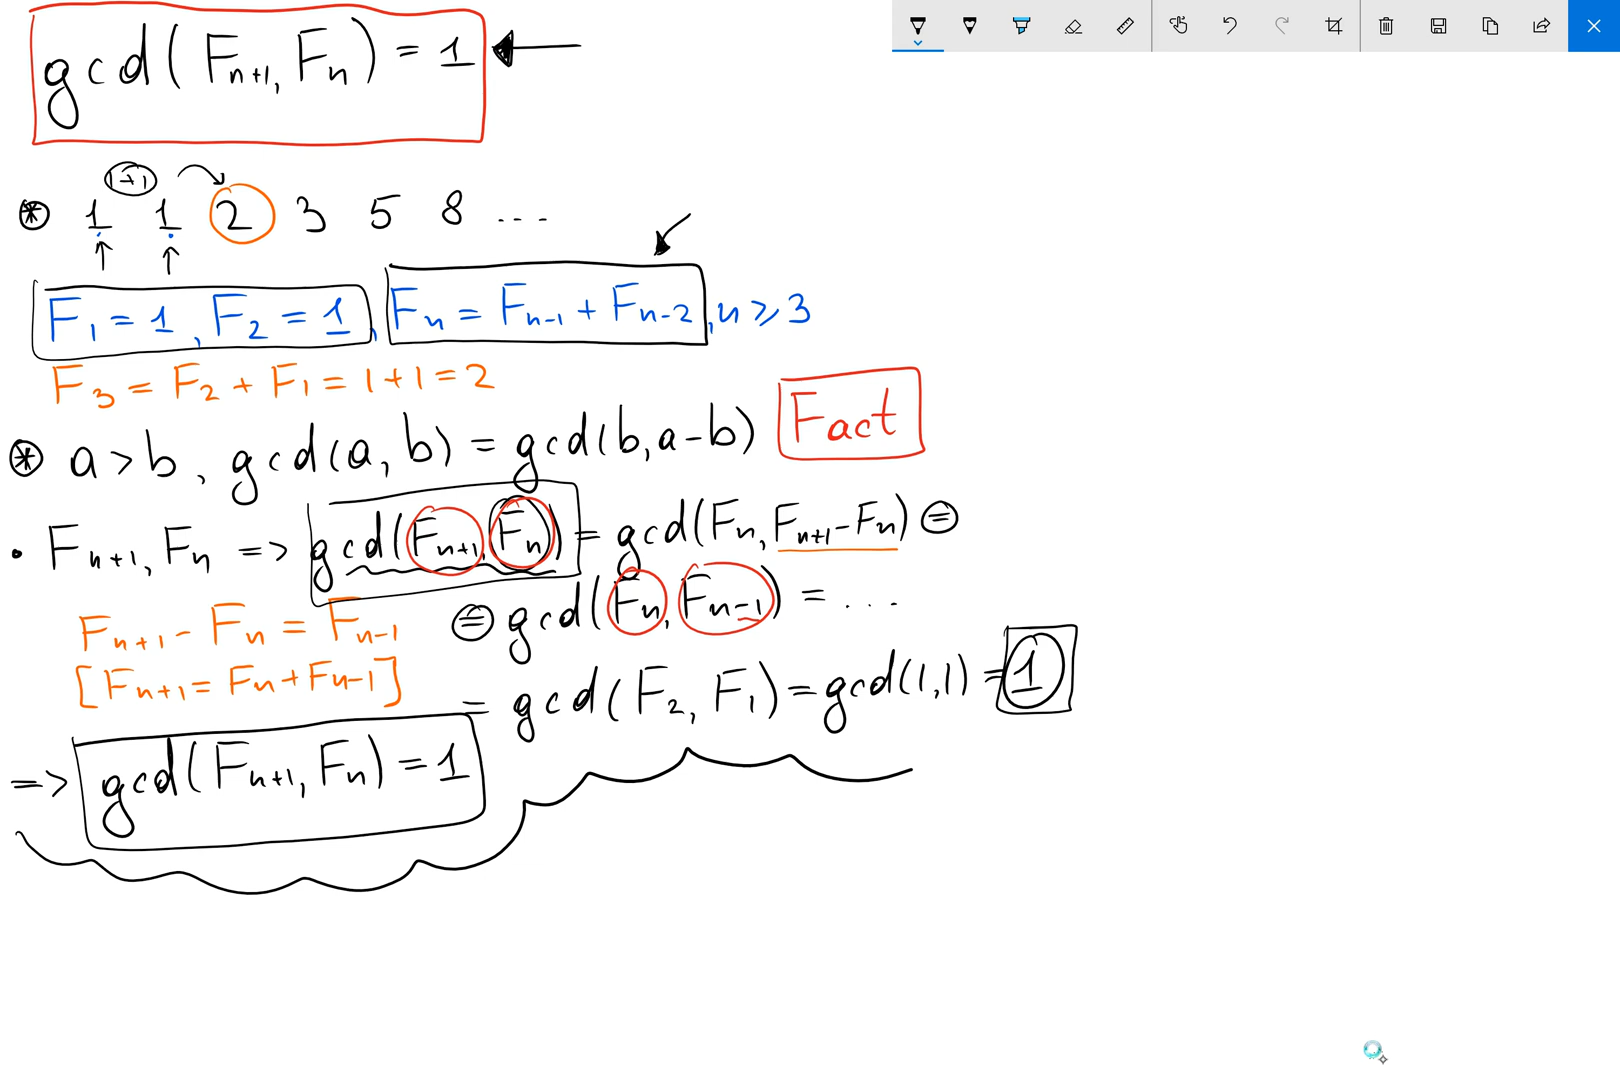 gcd(Fn+1, Fn) = 1
1+1
⊛ 1 1 2 3 5 8 ...
F1 = 1, F2 = 1, Fn = Fn-1 + Fn-2, n ≥ 3
F3 = F2 + F1 = 1+1 = 2
⊛ a > b, gcd(a, b) = gcd(b, a-b) Fact
• Fn+1, Fn => gcd(Fn+1, Fn) = gcd(Fn, Fn+1 - Fn) =
= gcd(Fn, Fn-1) = ...
Fn+1 - Fn = Fn-1
[Fn+1 = Fn + Fn-1]
= gcd(F2, F1) = gcd(1,1) = 1
=> gcd(Fn+1, Fn) = 1